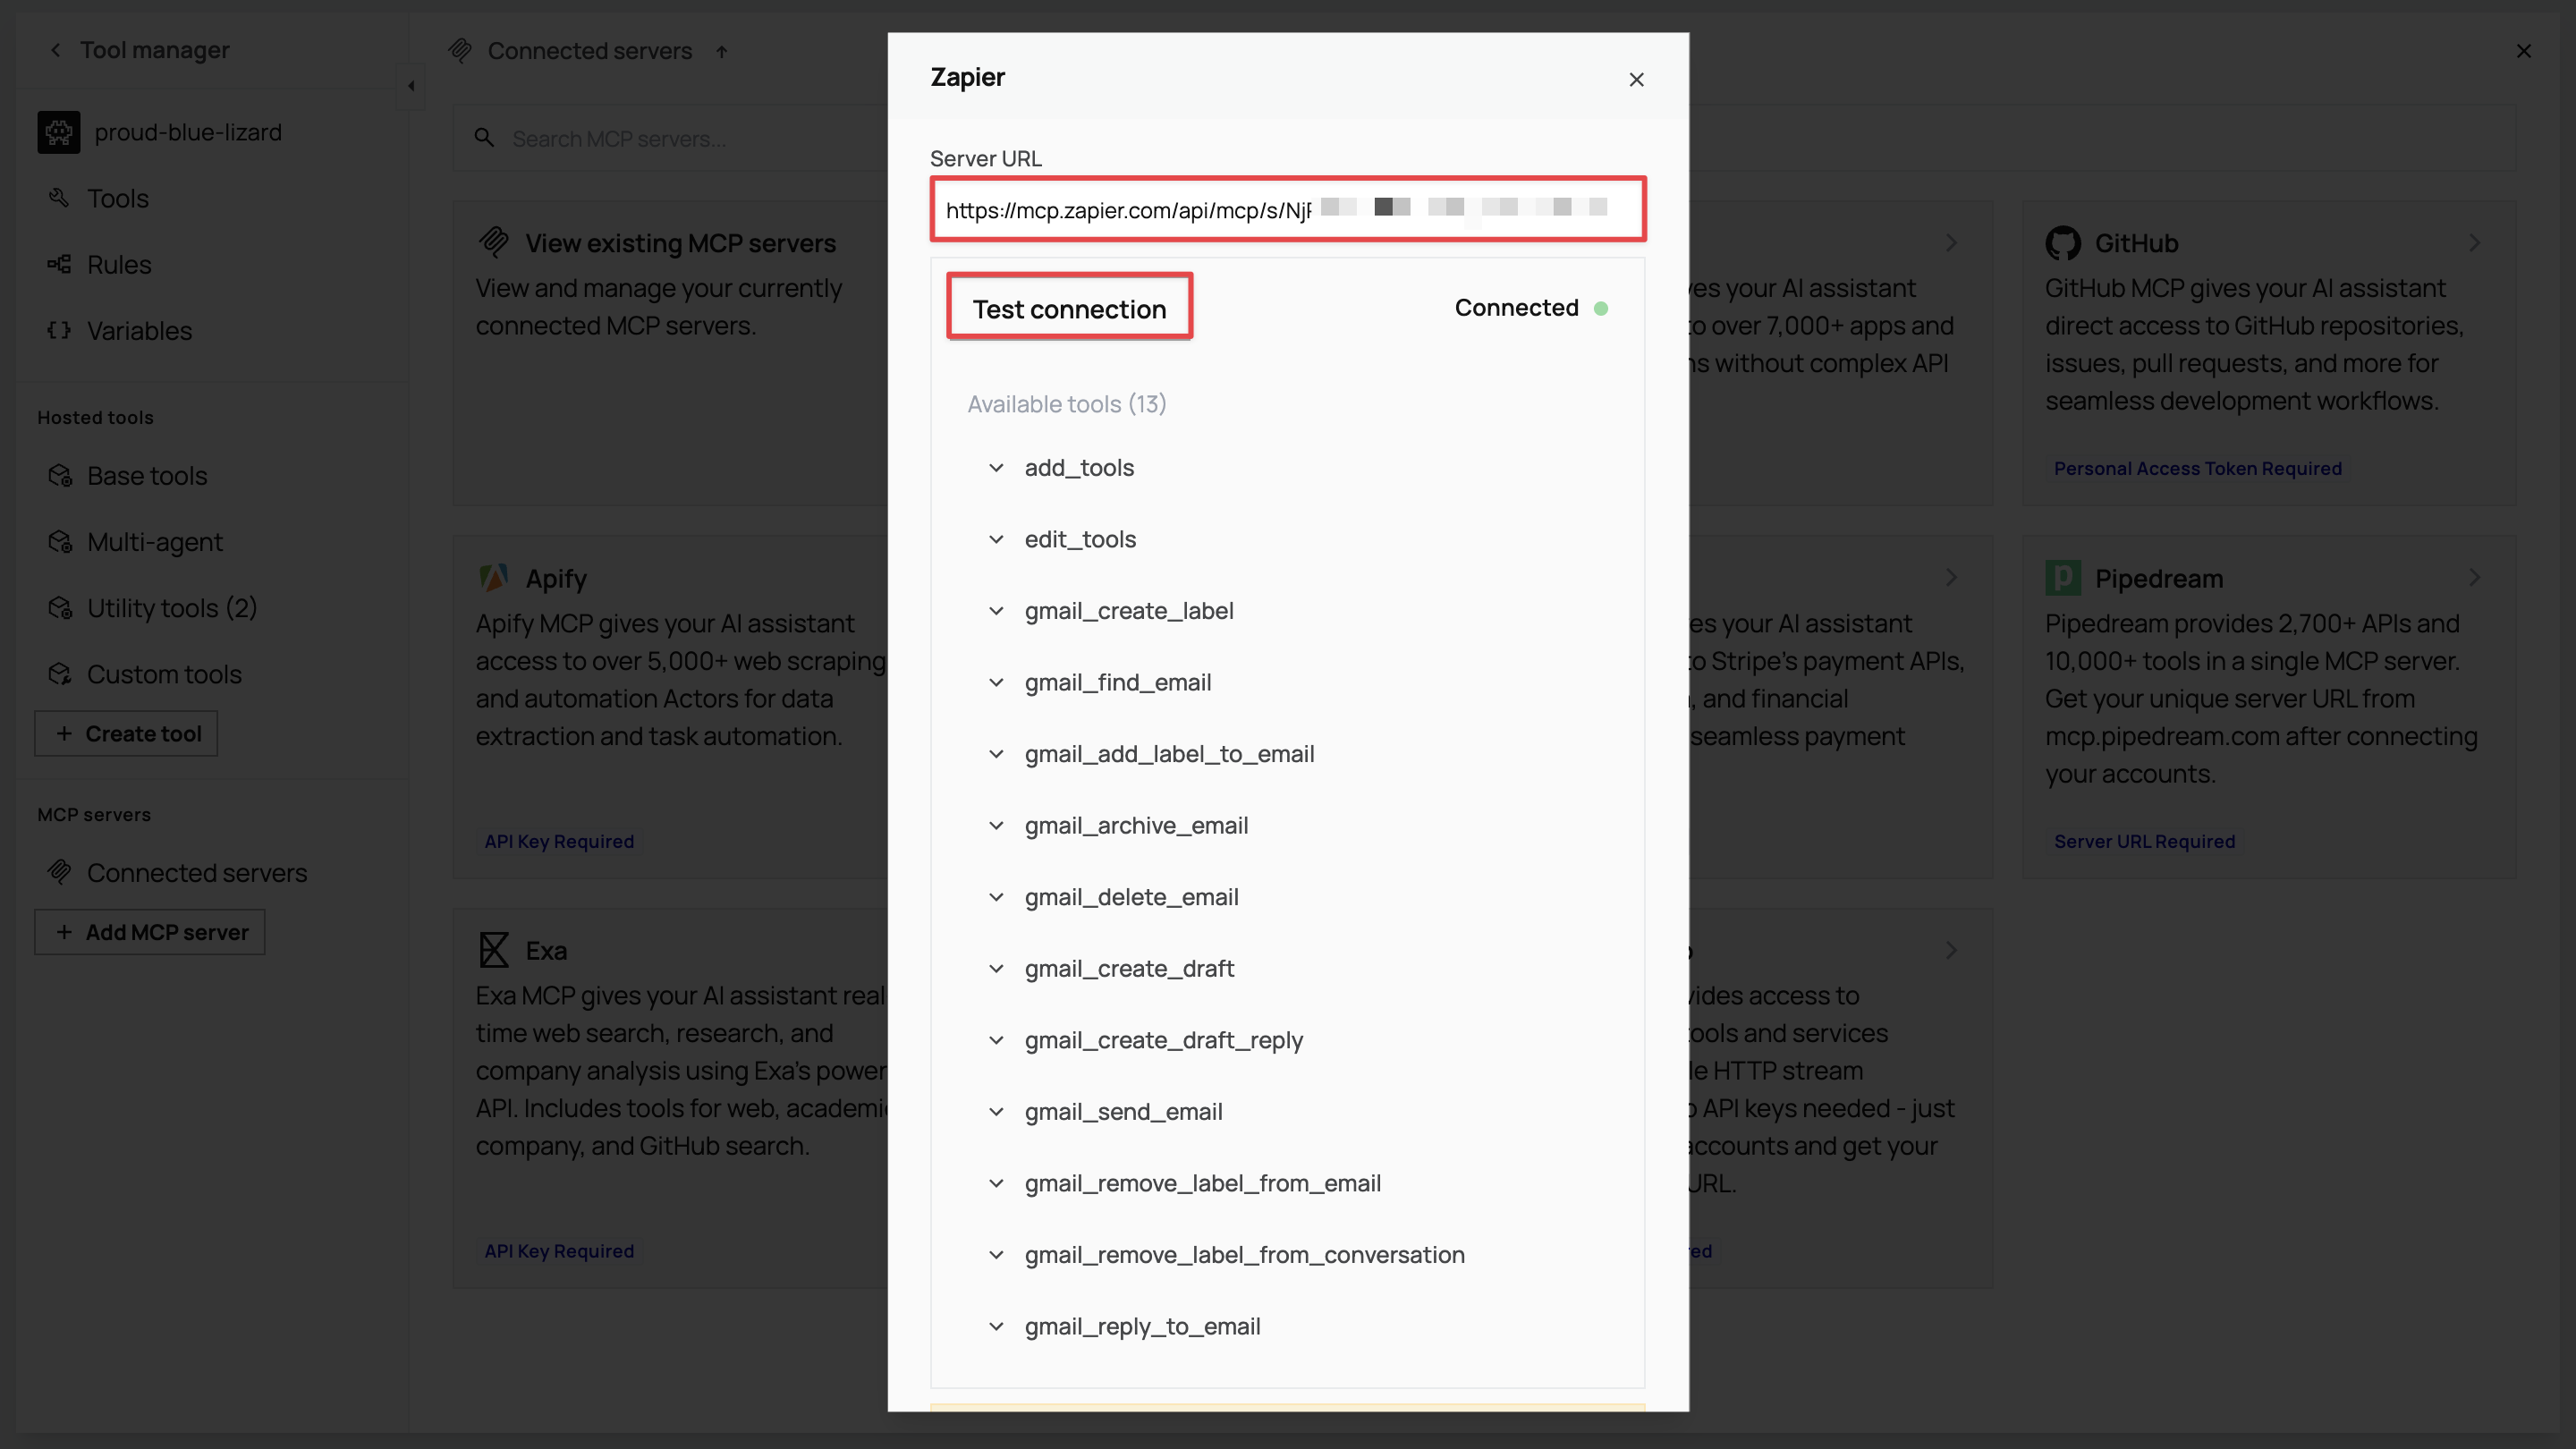 Tool manager
proud-blue-lizard
Tools
Rules
Variables
Hosted tools
Base tools
Multi-agent
Utility tools (2)
Custom tools
+ Create tool
MCP servers
Connected servers
+ Add MCP server
Connected servers
Search MCP servers...
View existing MCP servers
View and manage your currently
connected MCP servers.
Apify
Apify MCP gives your AI assistant
access to over 5,000+ web scraping
and automation Actors for data
extraction and task automation.
API Key Required
Exa
Exa MCP gives your AI assistant real
time web search, research, and
company analysis using Exa's power
API. Includes tools for web,
company, and GitHub search.
API Key Required
Zapier
Server URL
https://mcp.zapier.com/api/mcp/s/Nj
Test connection
Connected
Available tools (13)
add_tools
edit_tools
gmail_create_label
gmail_find_email
gmail_add_label_to_email
gmail_archive_email
gmail_delete_email
gmail_create_draft
gmail_create_draft_reply
gmail_send_email
gmail_remove_label_from_email
gmail_remove_label_from_conversation
gmail_reply_to_email
your AI assistant
over 7,000+ apps and
without complex API
your AI assistant
to Stripe's payment APIs,
, and financial
seamless payment
access to
tools and services
HTTP stream
API keys needed - just
accounts and get your
URL.
GitHub
GitHub MCP gives your AI assistant
direct access to GitHub repositories,
issues, pull requests, and more for
seamless development workflows.
Personal Access Token Required
Pipedream
Pipedream provides 2,700+ APIs and
10,000+ tools in a single MCP server.
Get your unique server URL from
mcp.pipedream.com after connecting
your accounts.
Server URL Required